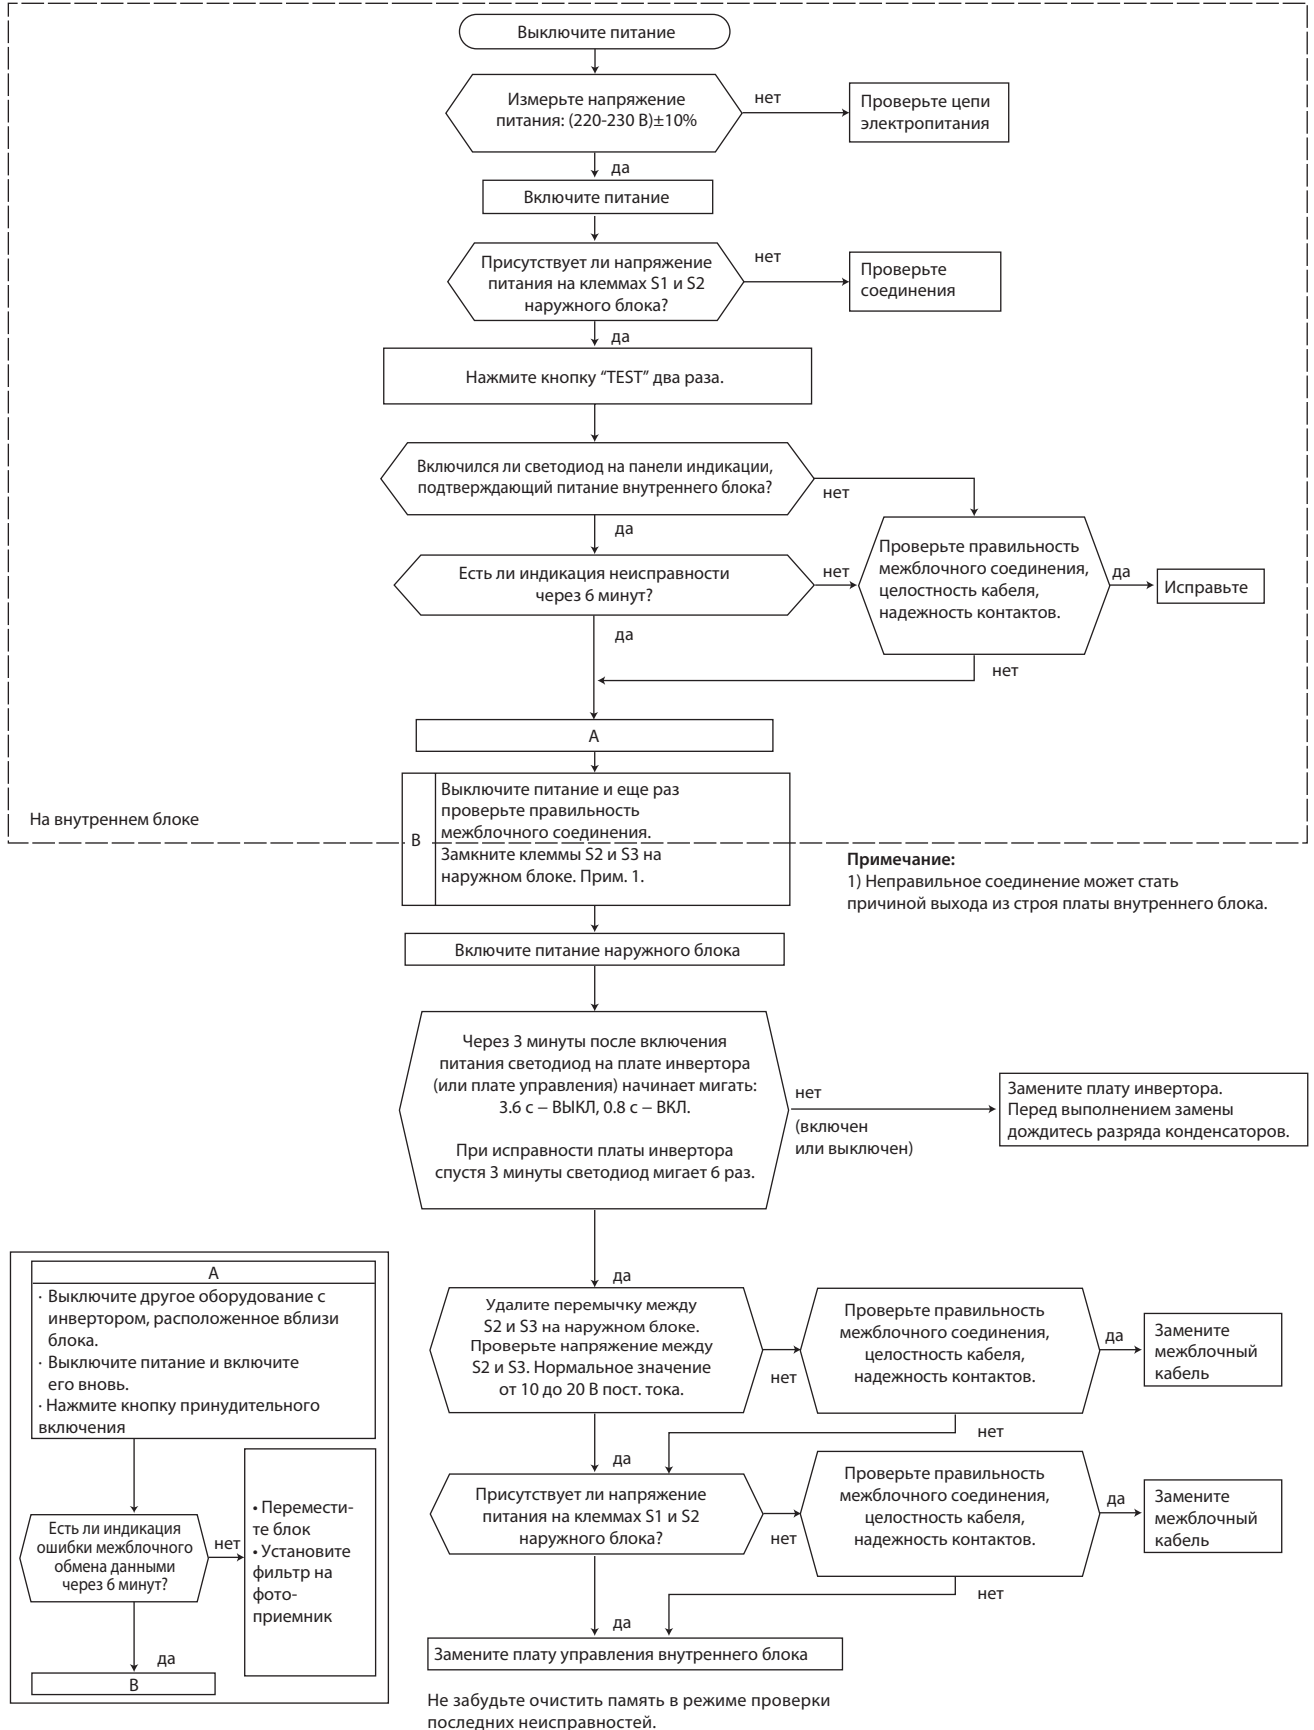 Выключите питание
Измерьте напряжение
питания: (220-230 В)±10%
нет
Проверьте цепи
электропитания
да
Включите питание
Присутствует ли напряжение
питания на клеммах S1 и S2
наружного блока?
нет
Проверьте
соединения
да
Нажмите кнопку “TEST” два раза.
Включился ли светодиод на панели индикации,
подтверждающий питание внутреннего блока?
нет
да
Есть ли индикация неисправности
через 6 минут?
нет
Проверьте правильность
межблочного соединения,
целостность кабеля,
надежность контактов.
да
Исправьте
да
нет
A
B
Выключите питание и еще раз
проверьте правильность
межблочного соединения.
Замкните клеммы S2 и S3 на
наружном блоке. Прим. 1.
На внутреннем блоке
Примечание:
1) Неправильное соединение может стать
причиной выхода из строя платы внутреннего блока.
Включите питание наружного блока
Через 3 минуты после включения
питания светодиод на плате инвертора
(или плате управления) начинает мигать:
3.6 с – ВЫКЛ, 0.8 с – ВКЛ.
При исправности платы инвертора
спустя 3 минуты светодиод мигает 6 раз.
нет
(включен
или выключен)
Замените плату инвертора.
Перед выполнением замены
дождитесь разряда конденсаторов.
да
Удалите перемычку между
S2 и S3 на наружном блоке.
Проверьте напряжение между
S2 и S3. Нормальное значение
от 10 до 20 В пост. тока.
нет
Проверьте правильность
межблочного соединения,
целостность кабеля,
надежность контактов.
да
Замените
межблочный
кабель
нет
да
Присутствует ли напряжение
питания на клеммах S1 и S2
наружного блока?
нет
Проверьте правильность
межблочного соединения,
целостность кабеля,
надежность контактов.
да
Замените
межблочный
кабель
нет
да
Замените плату управления внутреннего блока
Не забудьте очистить память в режиме проверки
последних неисправностей.
A
· Выключите другое оборудование с
инвертором, расположенное вблизи
блока.
· Выключите питание и включите
его вновь.
· Нажмите кнопку принудительного
включения
Есть ли индикация
ошибки межблочного
обмена данными
через 6 минут?
нет
• Перемести-
те блок
• Установите
фильтр на
фото-
приемник
да
B